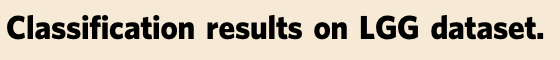 Classification results on LGG dataset.